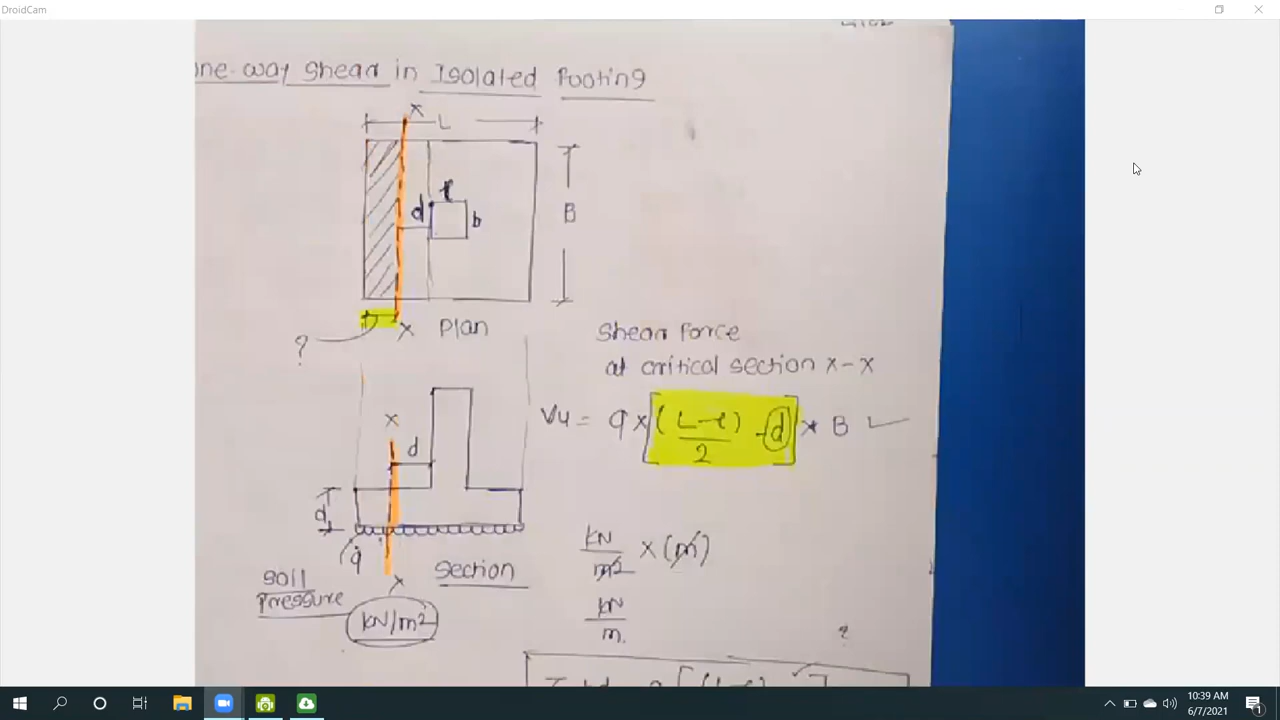 DroidCam
one-way shear in Isolated Footing
x
L
l
d
b
B
?
x
Plan
Shear Force
at critical section x-x
x
Vu = q x [ (L-l) / 2 - d ] * B
d
d
kN / m2 x (m)
q
x
Section
Soil
Pressure
kN/m2
kN / m
?
10:39 AM
6/7/2021
1